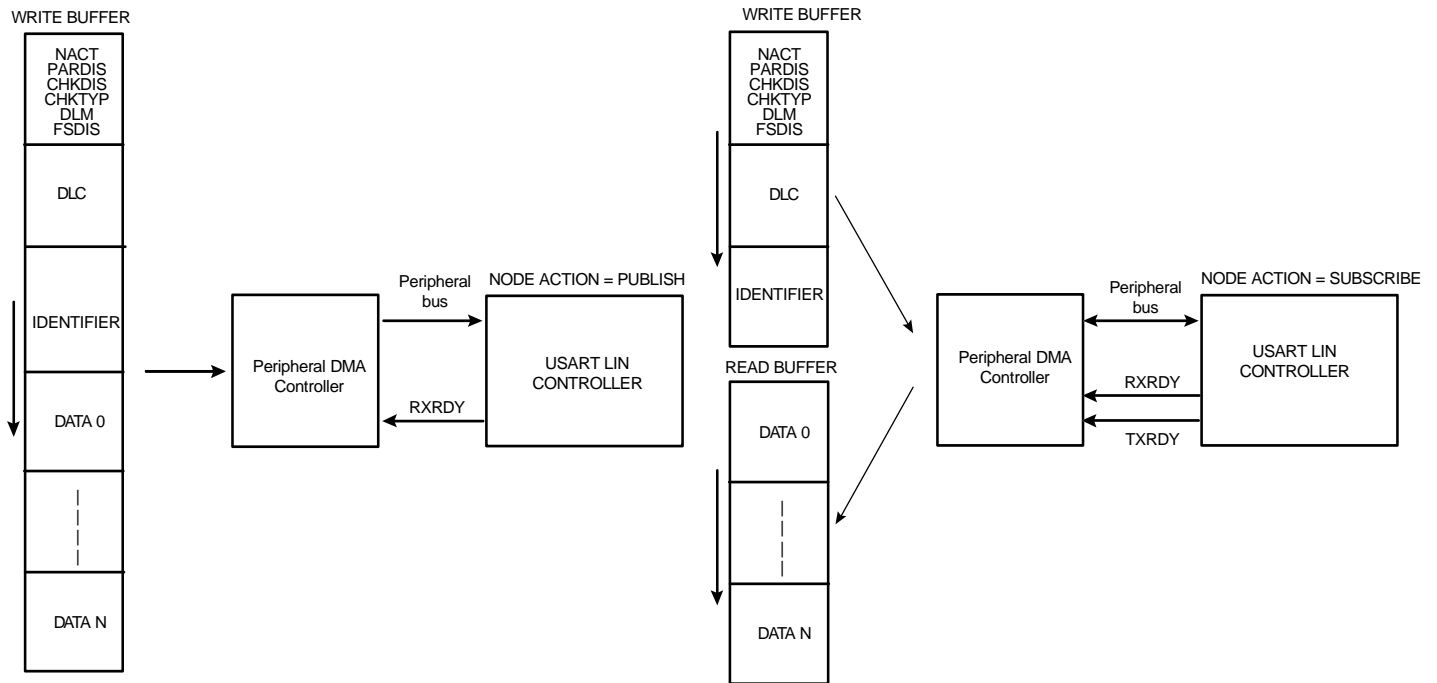 WRITE BUFFER
NACT
PARDIS
CHKDIS
CHKTYP
DLM
FSDIS
DLC
IDENTIFIER
DATA 0
DATA N
Peripheral DMA
Controller
Peripheral
bus
RXRDY
NODE ACTION = PUBLISH
USART LIN
CONTROLLER
WRITE BUFFER
NACT
PARDIS
CHKDIS
CHKTYP
DLM
FSDIS
DLC
IDENTIFIER
READ BUFFER
DATA 0
DATA N
Peripheral DMA
Controller
Peripheral
bus
RXRDY
TXRDY
NODE ACTION = SUBSCRIBE
USART LIN
CONTROLLER